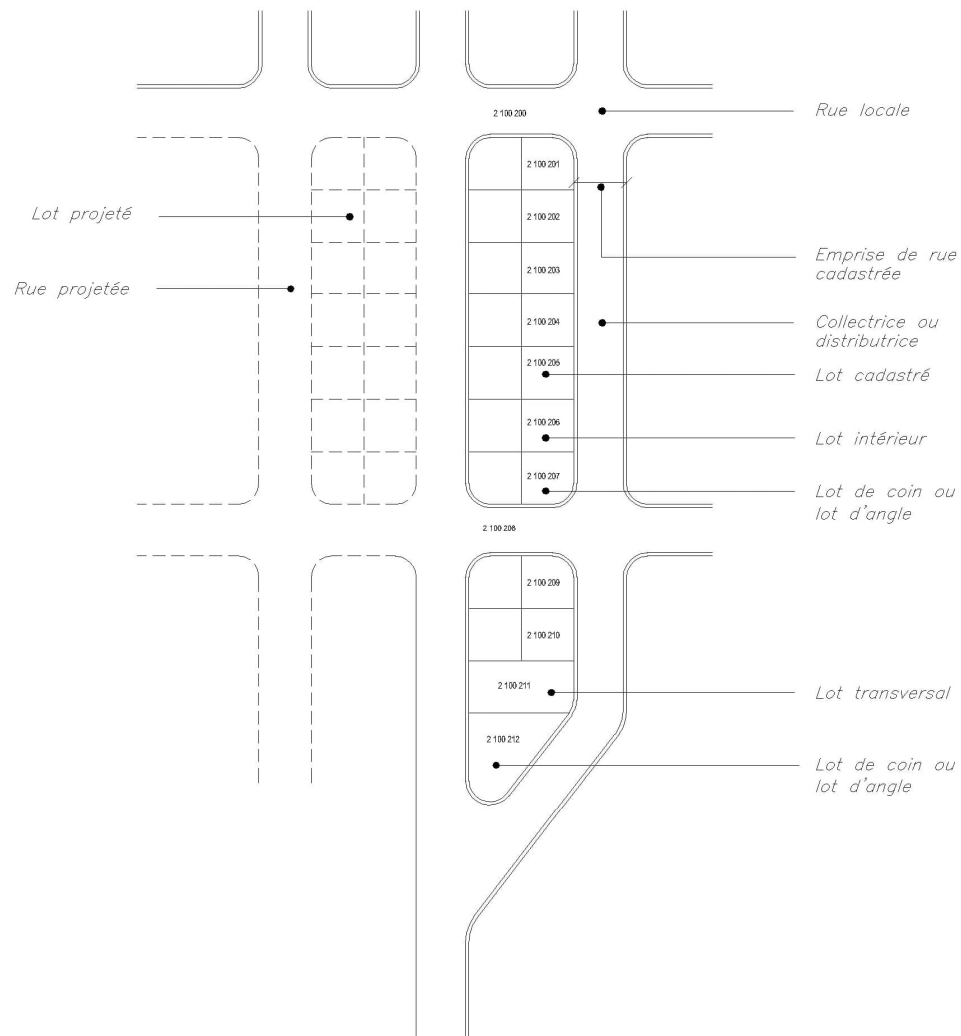 2 100 200
Rue locale
2 100 201
Lot projeté
2 100 202
Emprise de rue
cadastrée
2 100 203
Rue projetée
2 100 204
Collectrice ou
distributrice
2 100 205
Lot cadastré
2 100 206
Lot intérieur
2 100 207
Lot de coin ou
lot d'angle
2 100 208
2 100 209
2 100 210
2 100 211
Lot transversal
2 100 212
Lot de coin ou
lot d'angle